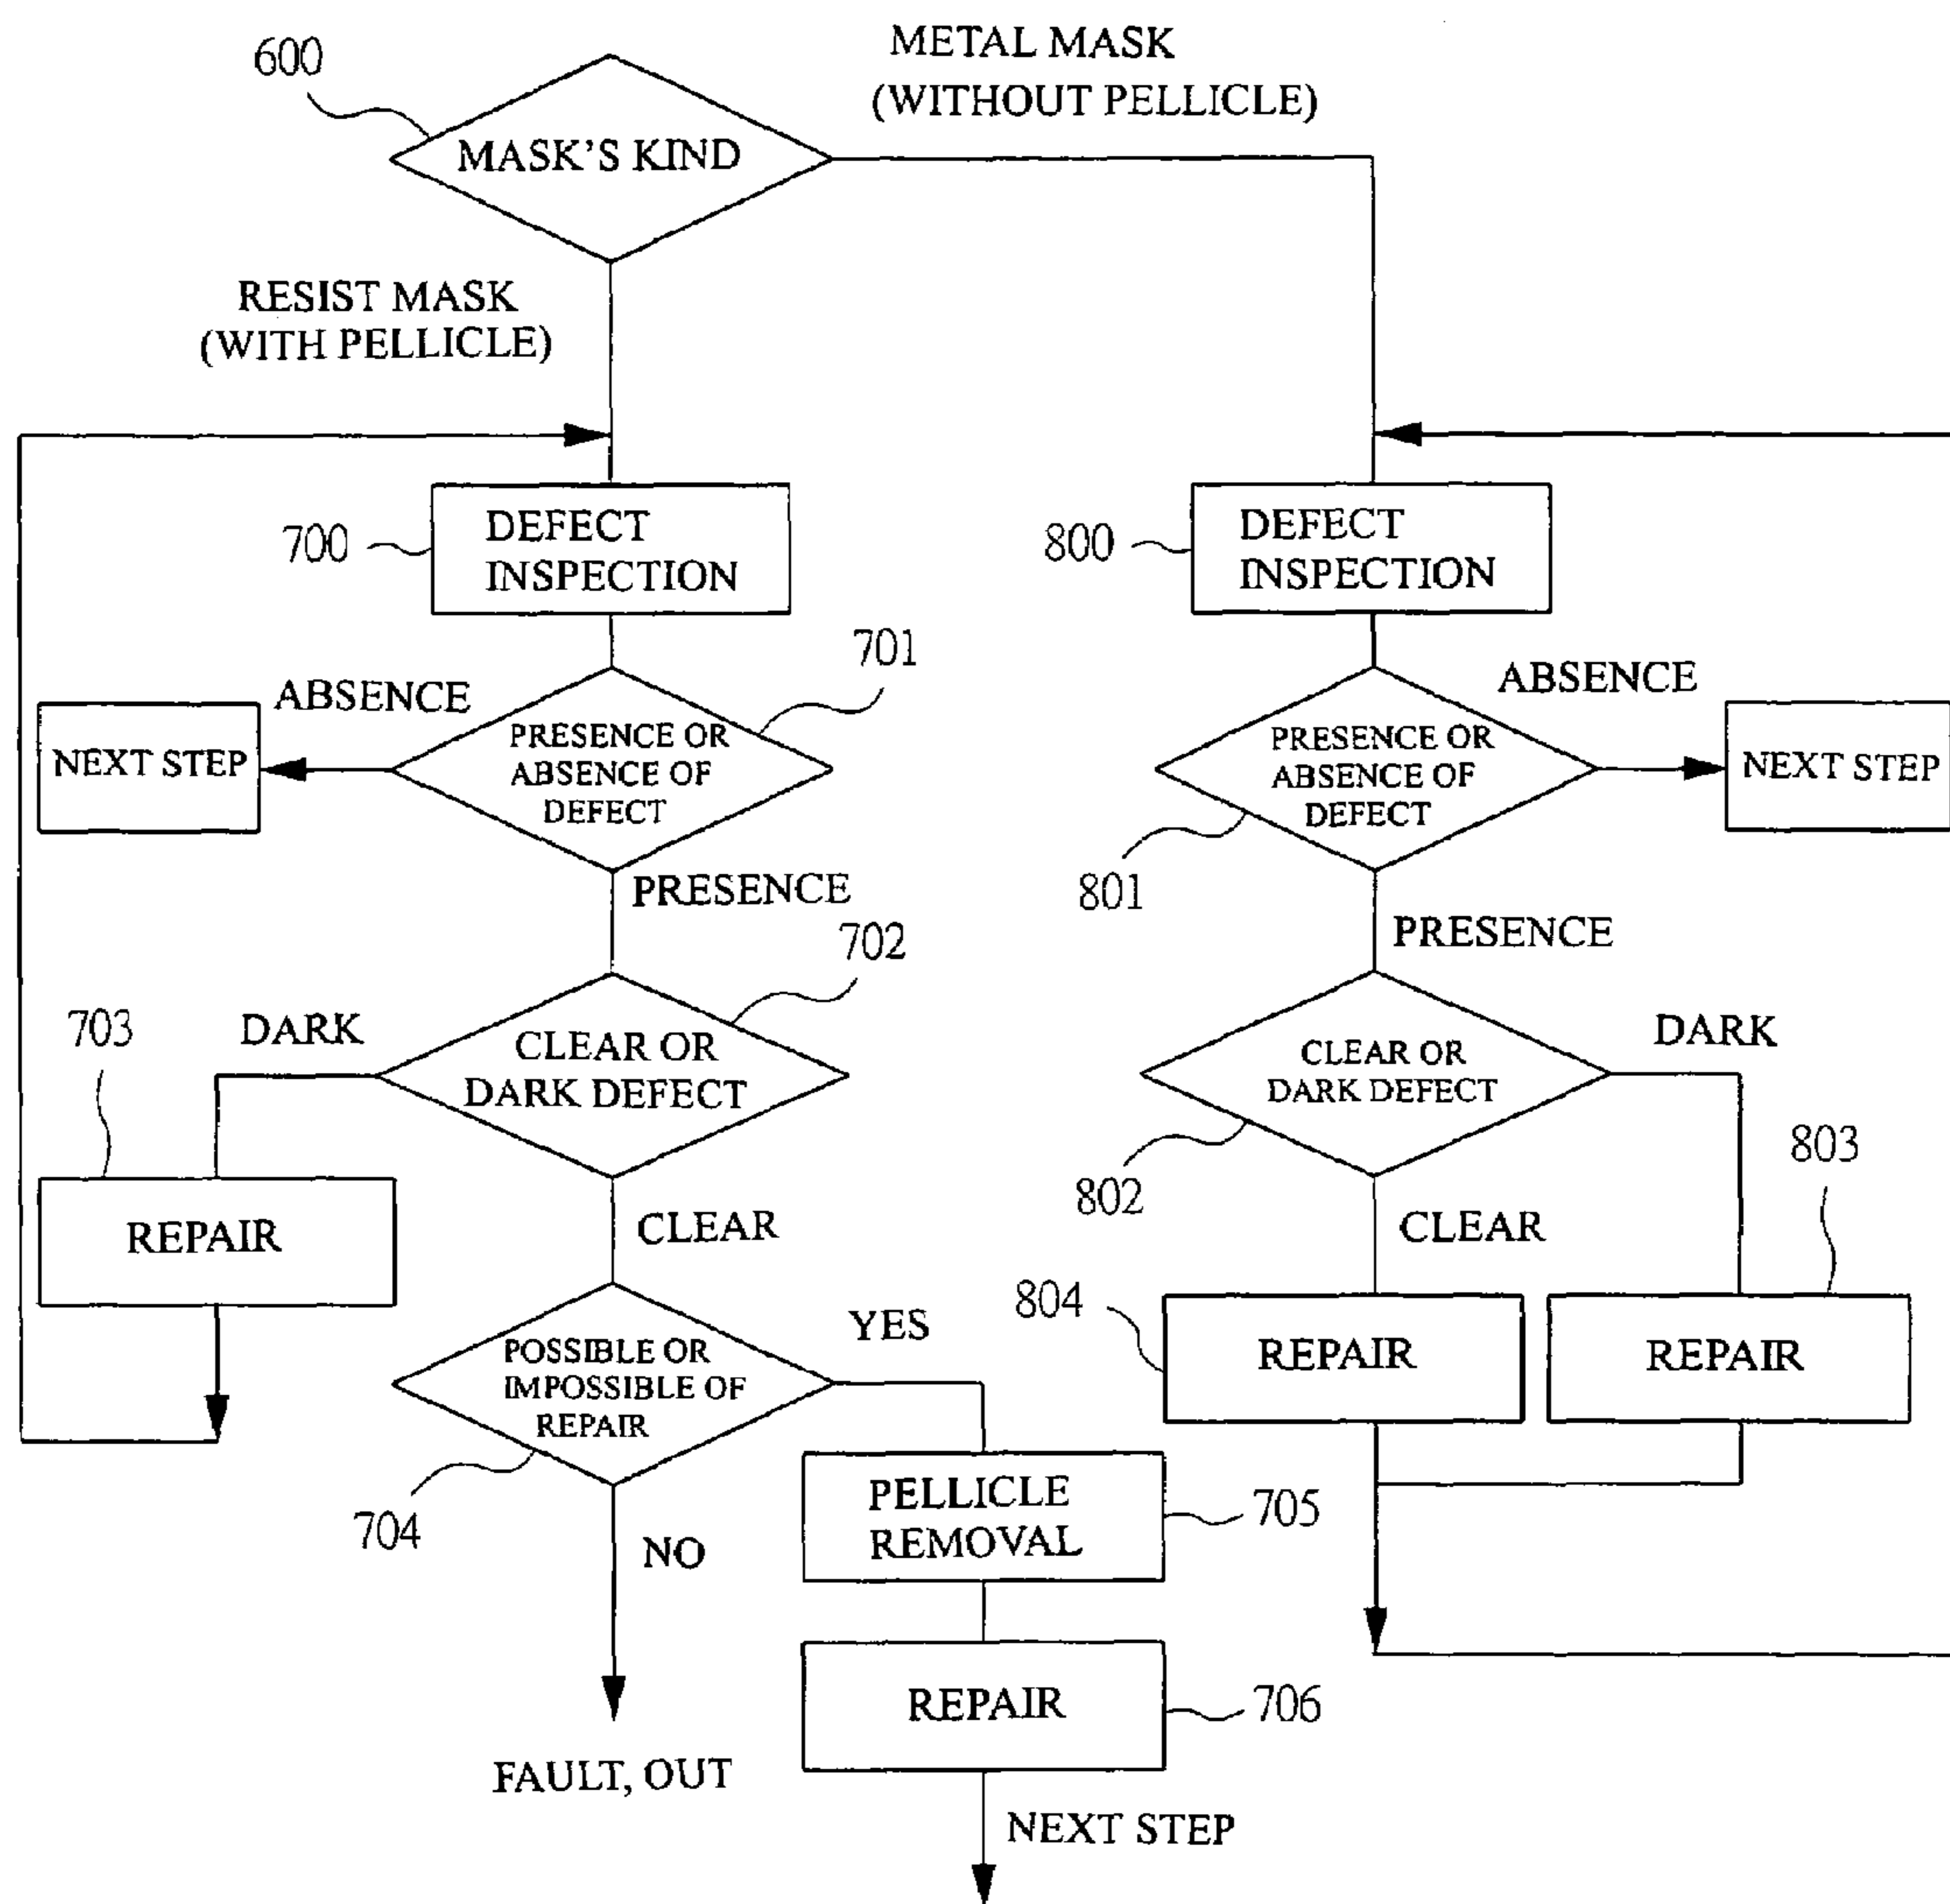 600
METAL MASK
(WITHOUT PELLICLE)
MASK'S KIND
RESIST MASK
(WITH PELLICLE)
700
DEFECT
INSPECTION
800
DEFECT
INSPECTION
701
ABSENCE
NEXT STEP
PRESENCE OR
ABSENCE OF
DEFECT
PRESENCE OR
ABSENCE OF
DEFECT
ABSENCE
NEXT STEP
801
PRESENCE
PRESENCE
702
703
DARK
CLEAR OR
DARK DEFECT
CLEAR OR
DARK DEFECT
DARK
802
803
REPAIR
CLEAR
CLEAR
804
YES
POSSIBLE OR
IMPOSSIBLE OF
REPAIR
REPAIR
REPAIR
704
NO
PELLICLE
REMOVAL
705
REPAIR
706
FAULT, OUT
NEXT STEP